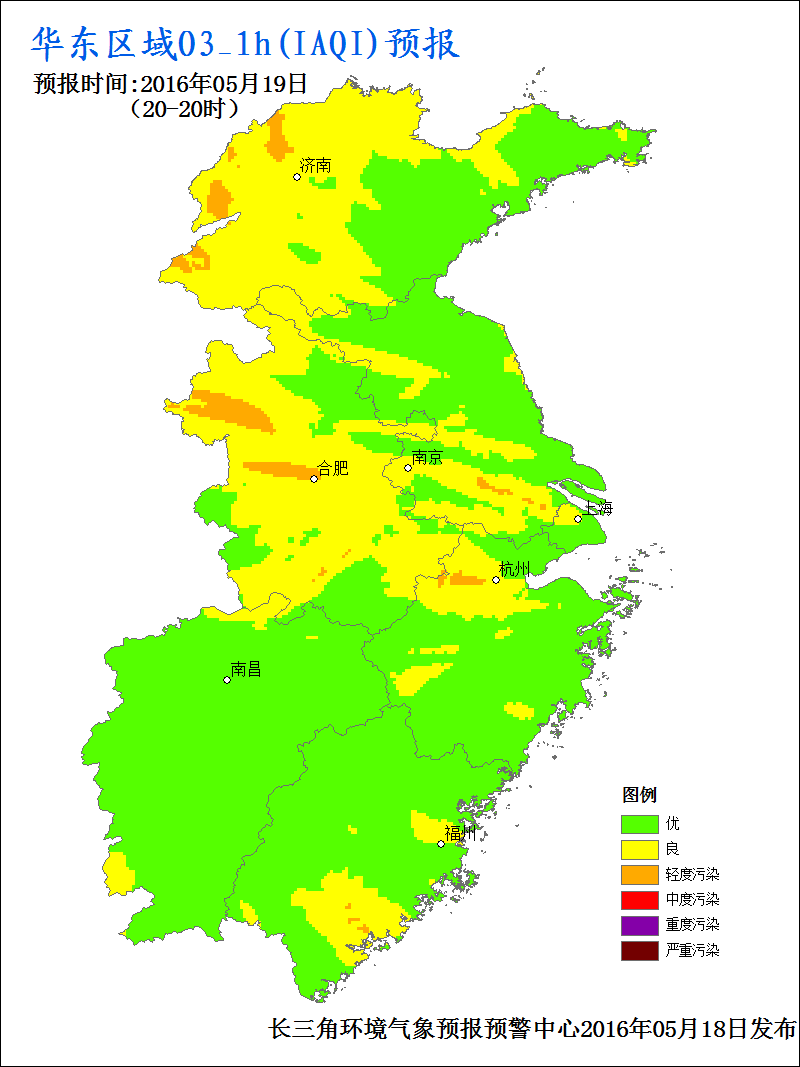 华东区域O3_1h(IAQI)预报
预报时间:2016年05月19日
(20-20时)
济南
南京
合肥
上海
杭州
南昌
福州
图例
优
良
轻度污染
中度污染
重度污染
严重污染
长三角环境气象预报预警中心2016年05月18日发布